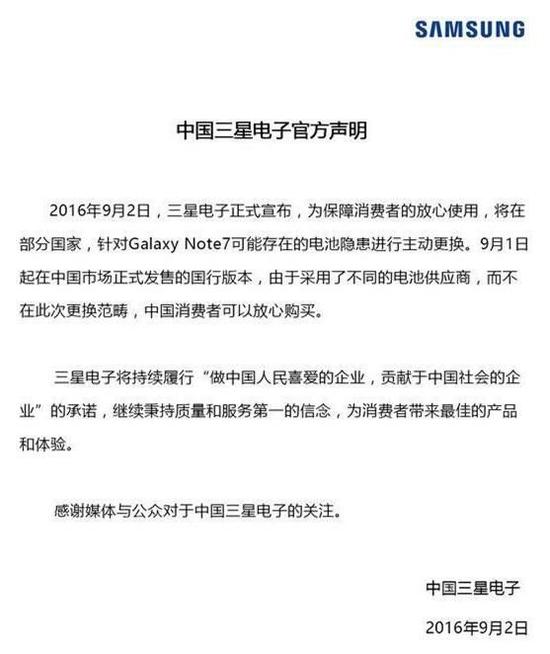 SAMSUNG
中国三星电子官方声明
2016年9月2日，三星电子正式宣布，为保障消费者的放心使用，将在
部分国家，针对Galaxy Note7可能存在的电池隐患进行主动更换。9月1日
起在中国市场正式发售的国行版本，由于采用了不同的电池供应商，而不
在此次更换范畴，中国消费者可以放心购买。
三星电子将持续履行“做中国人民喜爱的企业，贡献于中国社会的企
业”的承诺，继续秉持质量和服务第一的信念，为消费者带来最佳的产品
和体验。
感谢媒体与公众对于中国三星电子的关注。
中国三星电子
2016年9月2日